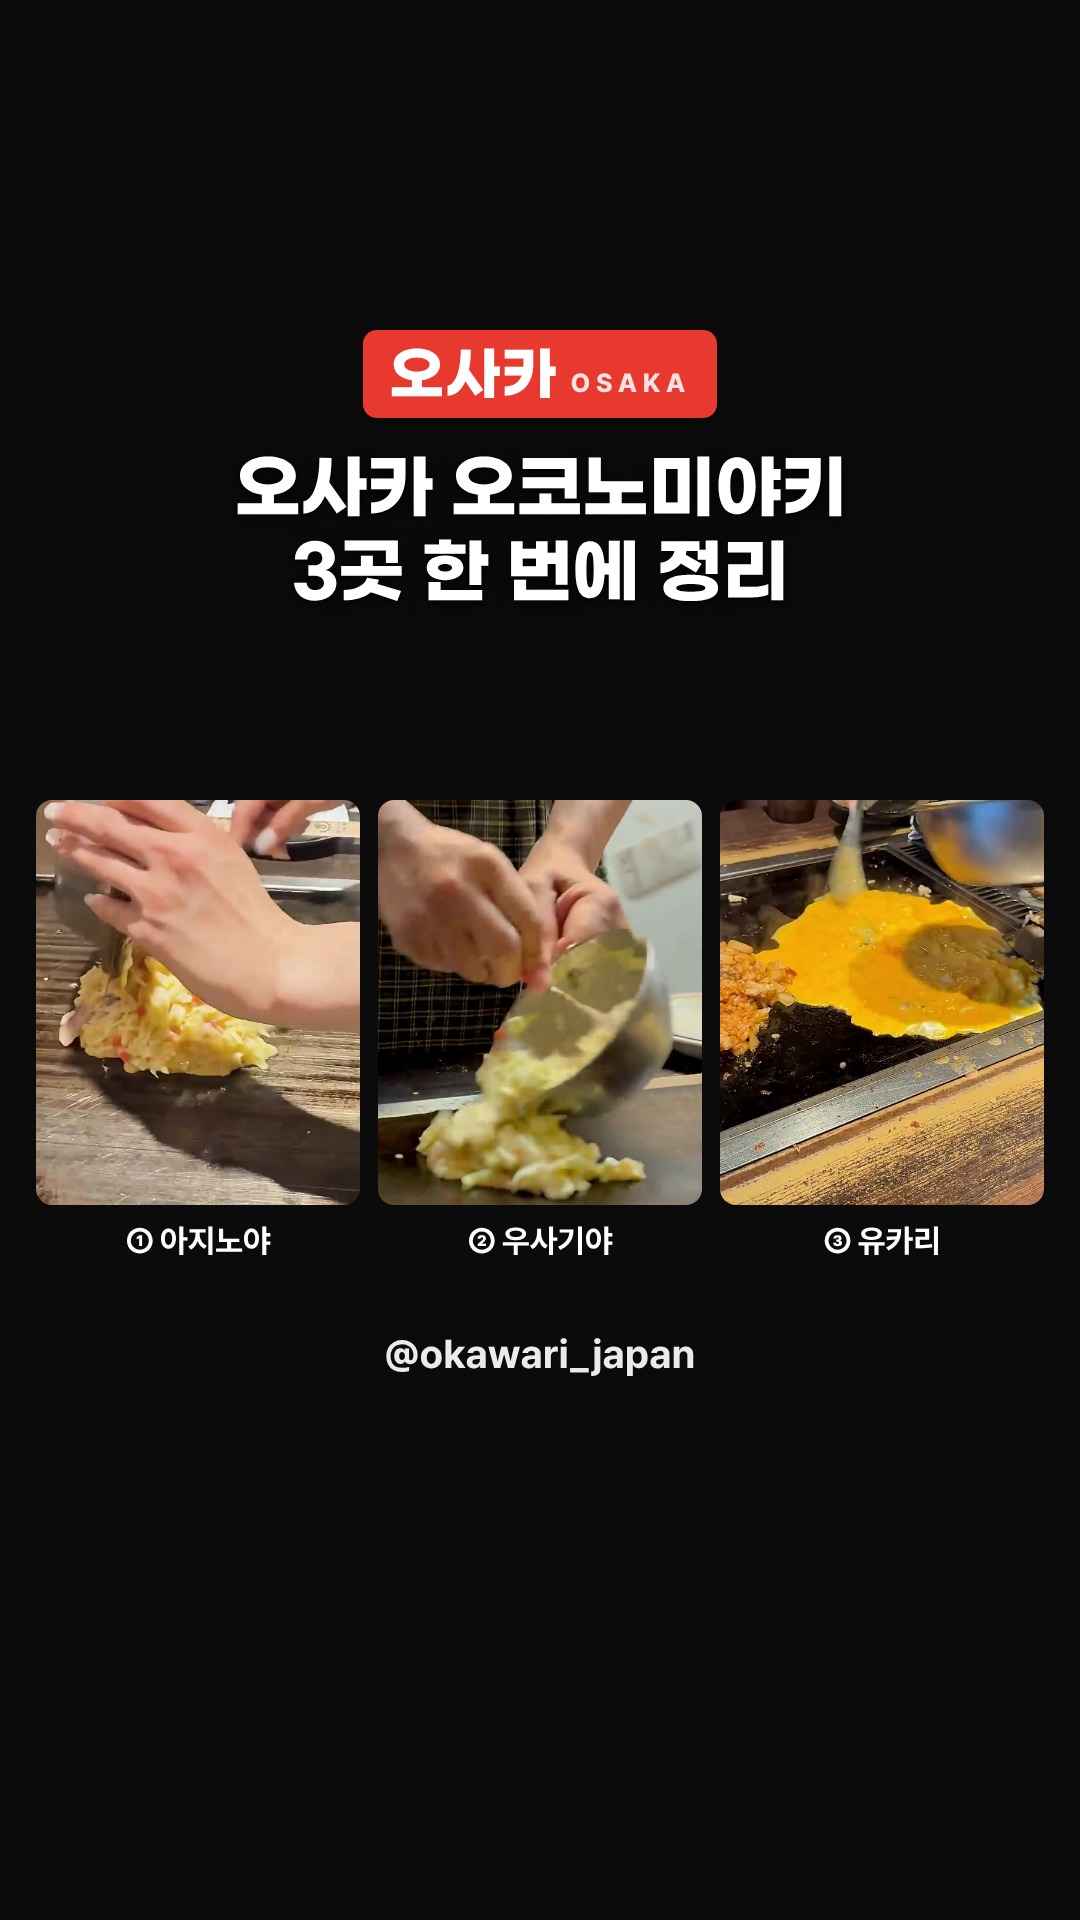 오사카 OSAKA
오사카 오코노미야키
3곳 한 번에 정리
① 아지노야
② 우사기야
③ 유카리
@okawari_japan